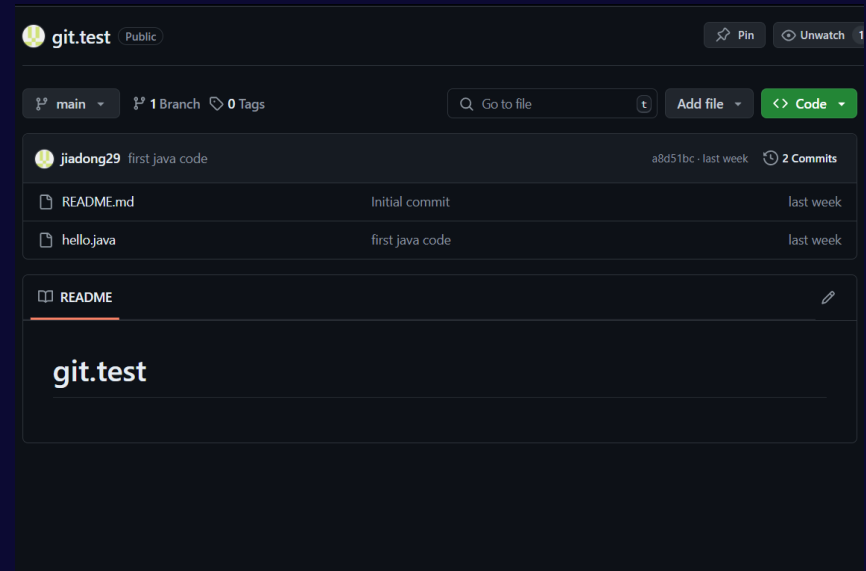 git.test Public Pin Unwatch 1
main 1 Branch 0 Tags Go to file t Add file Code
jiadong29 first java code a8d51bc · last week 2 Commits
README.md Initial commit last week
hello.java first java code last week
README
git.test